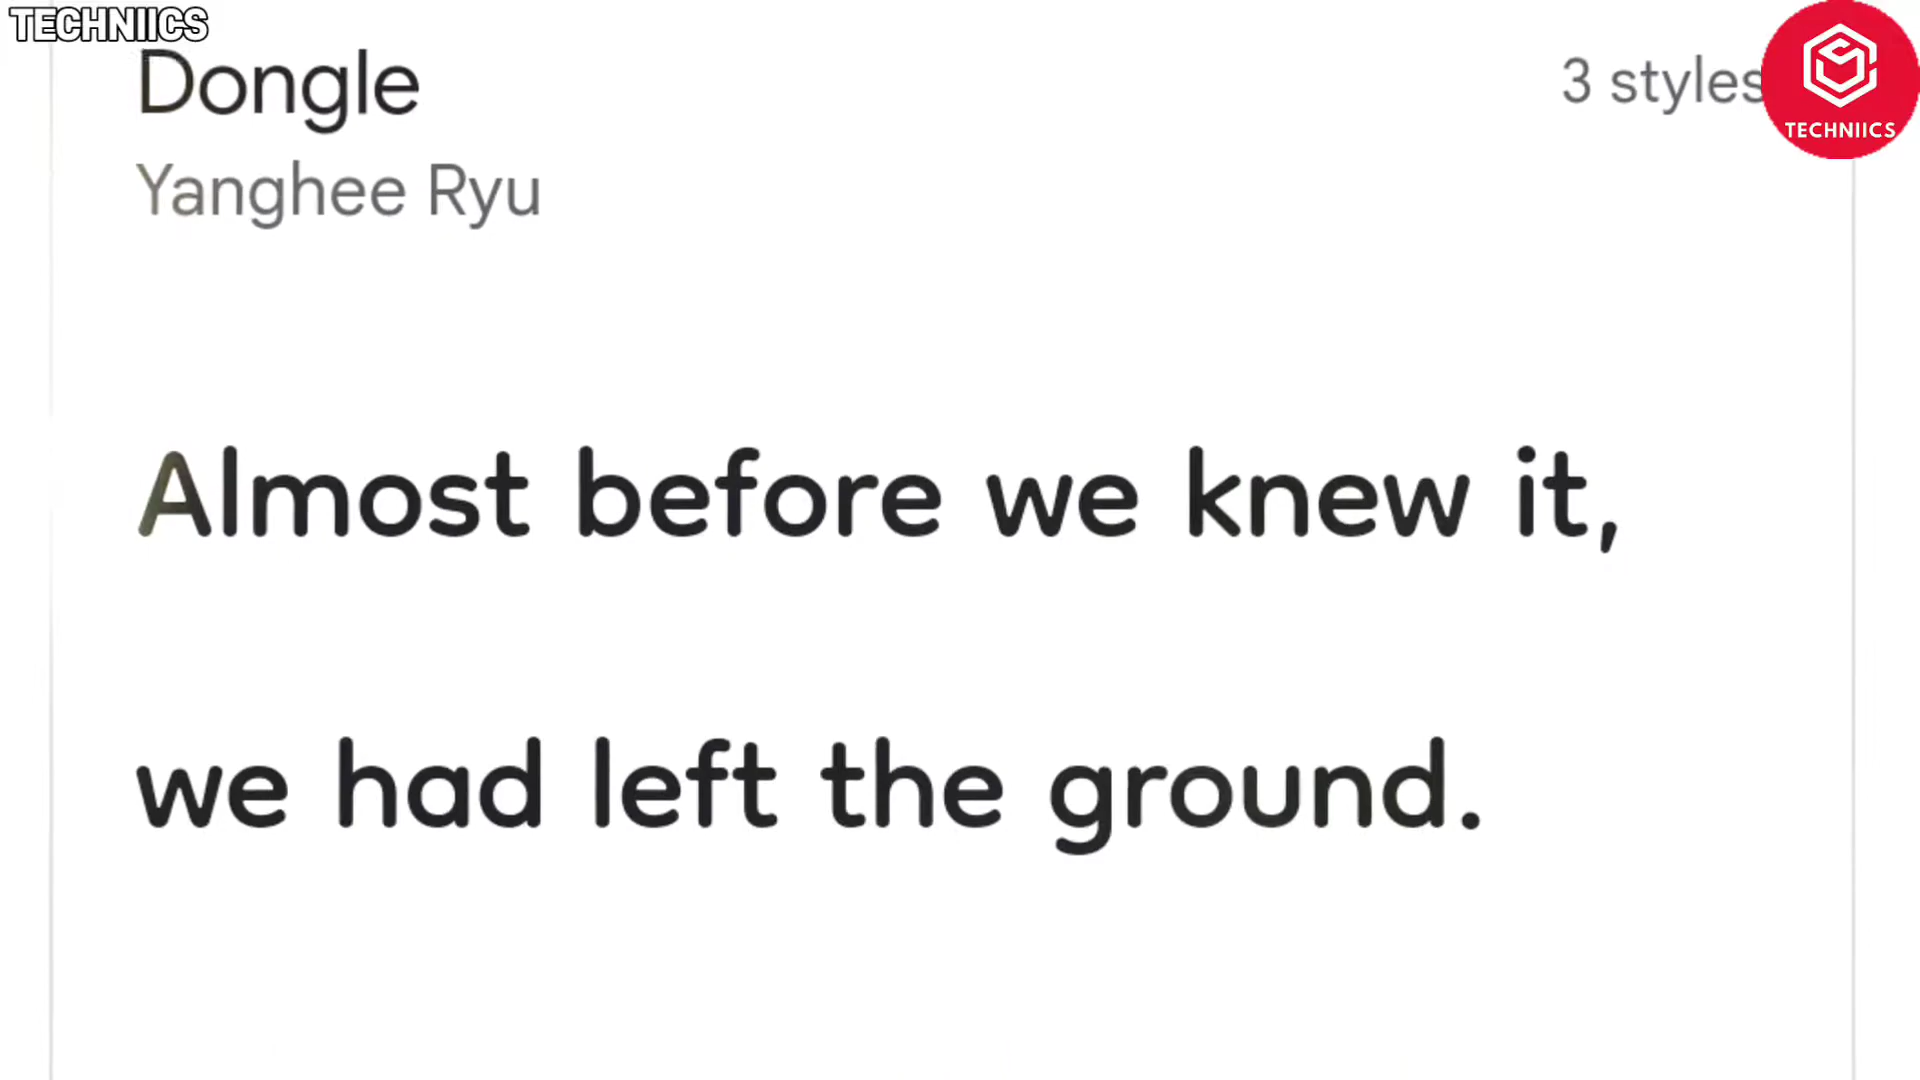 TECHNIICS
Dongle
3 styles
TECHNIICS
Yanghee Ryu
Almost before we knew it,
we had left the ground.